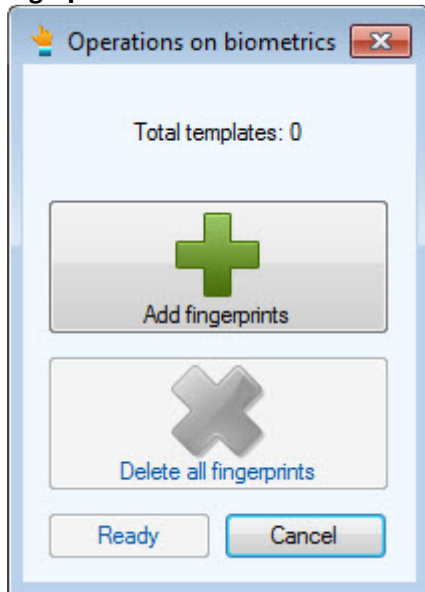 Operations on biometrics
Total templates: 0
Add fingerprints
Delete all fingerprints
Ready
Cancel